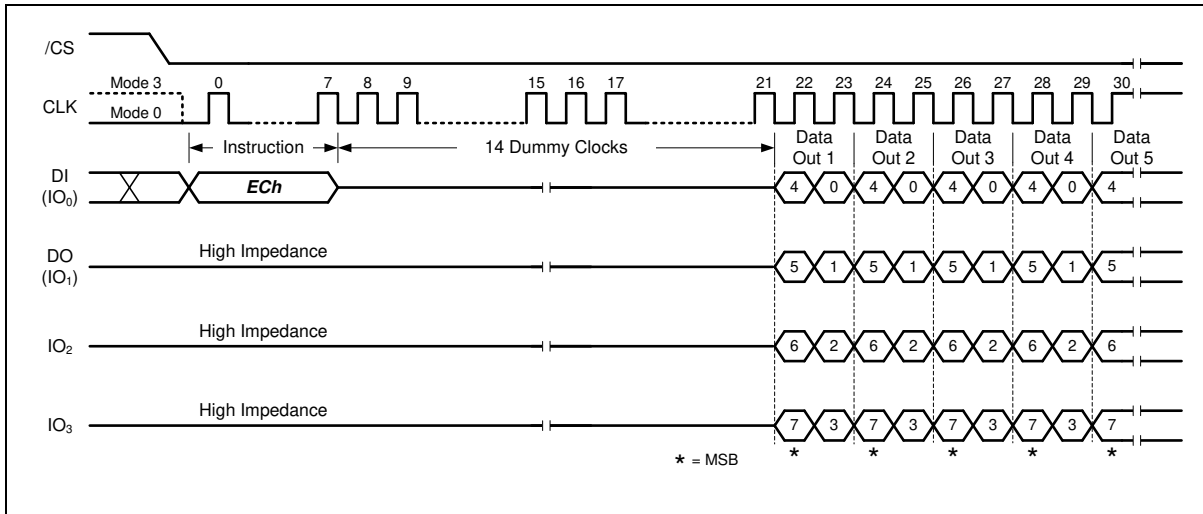 /CS
Mode 3 0 7 8 9 15 16 17 21 22 23 24 25 26 27 28 29 30
CLK
Mode 0
Instruction 14 Dummy Clocks Data Out 1 Data Out 2 Data Out 3 Data Out 4 Data Out 5
DI (IO0) ECh 4 0 4 0 4 0 4 0 4
DO (IO1) High Impedance 5 1 5 1 5 1 5 1 5
IO2 High Impedance 6 2 6 2 6 2 6 2 6
IO3 High Impedance 7 3 7 3 7 3 7 3 7
* = MSB * * * * *